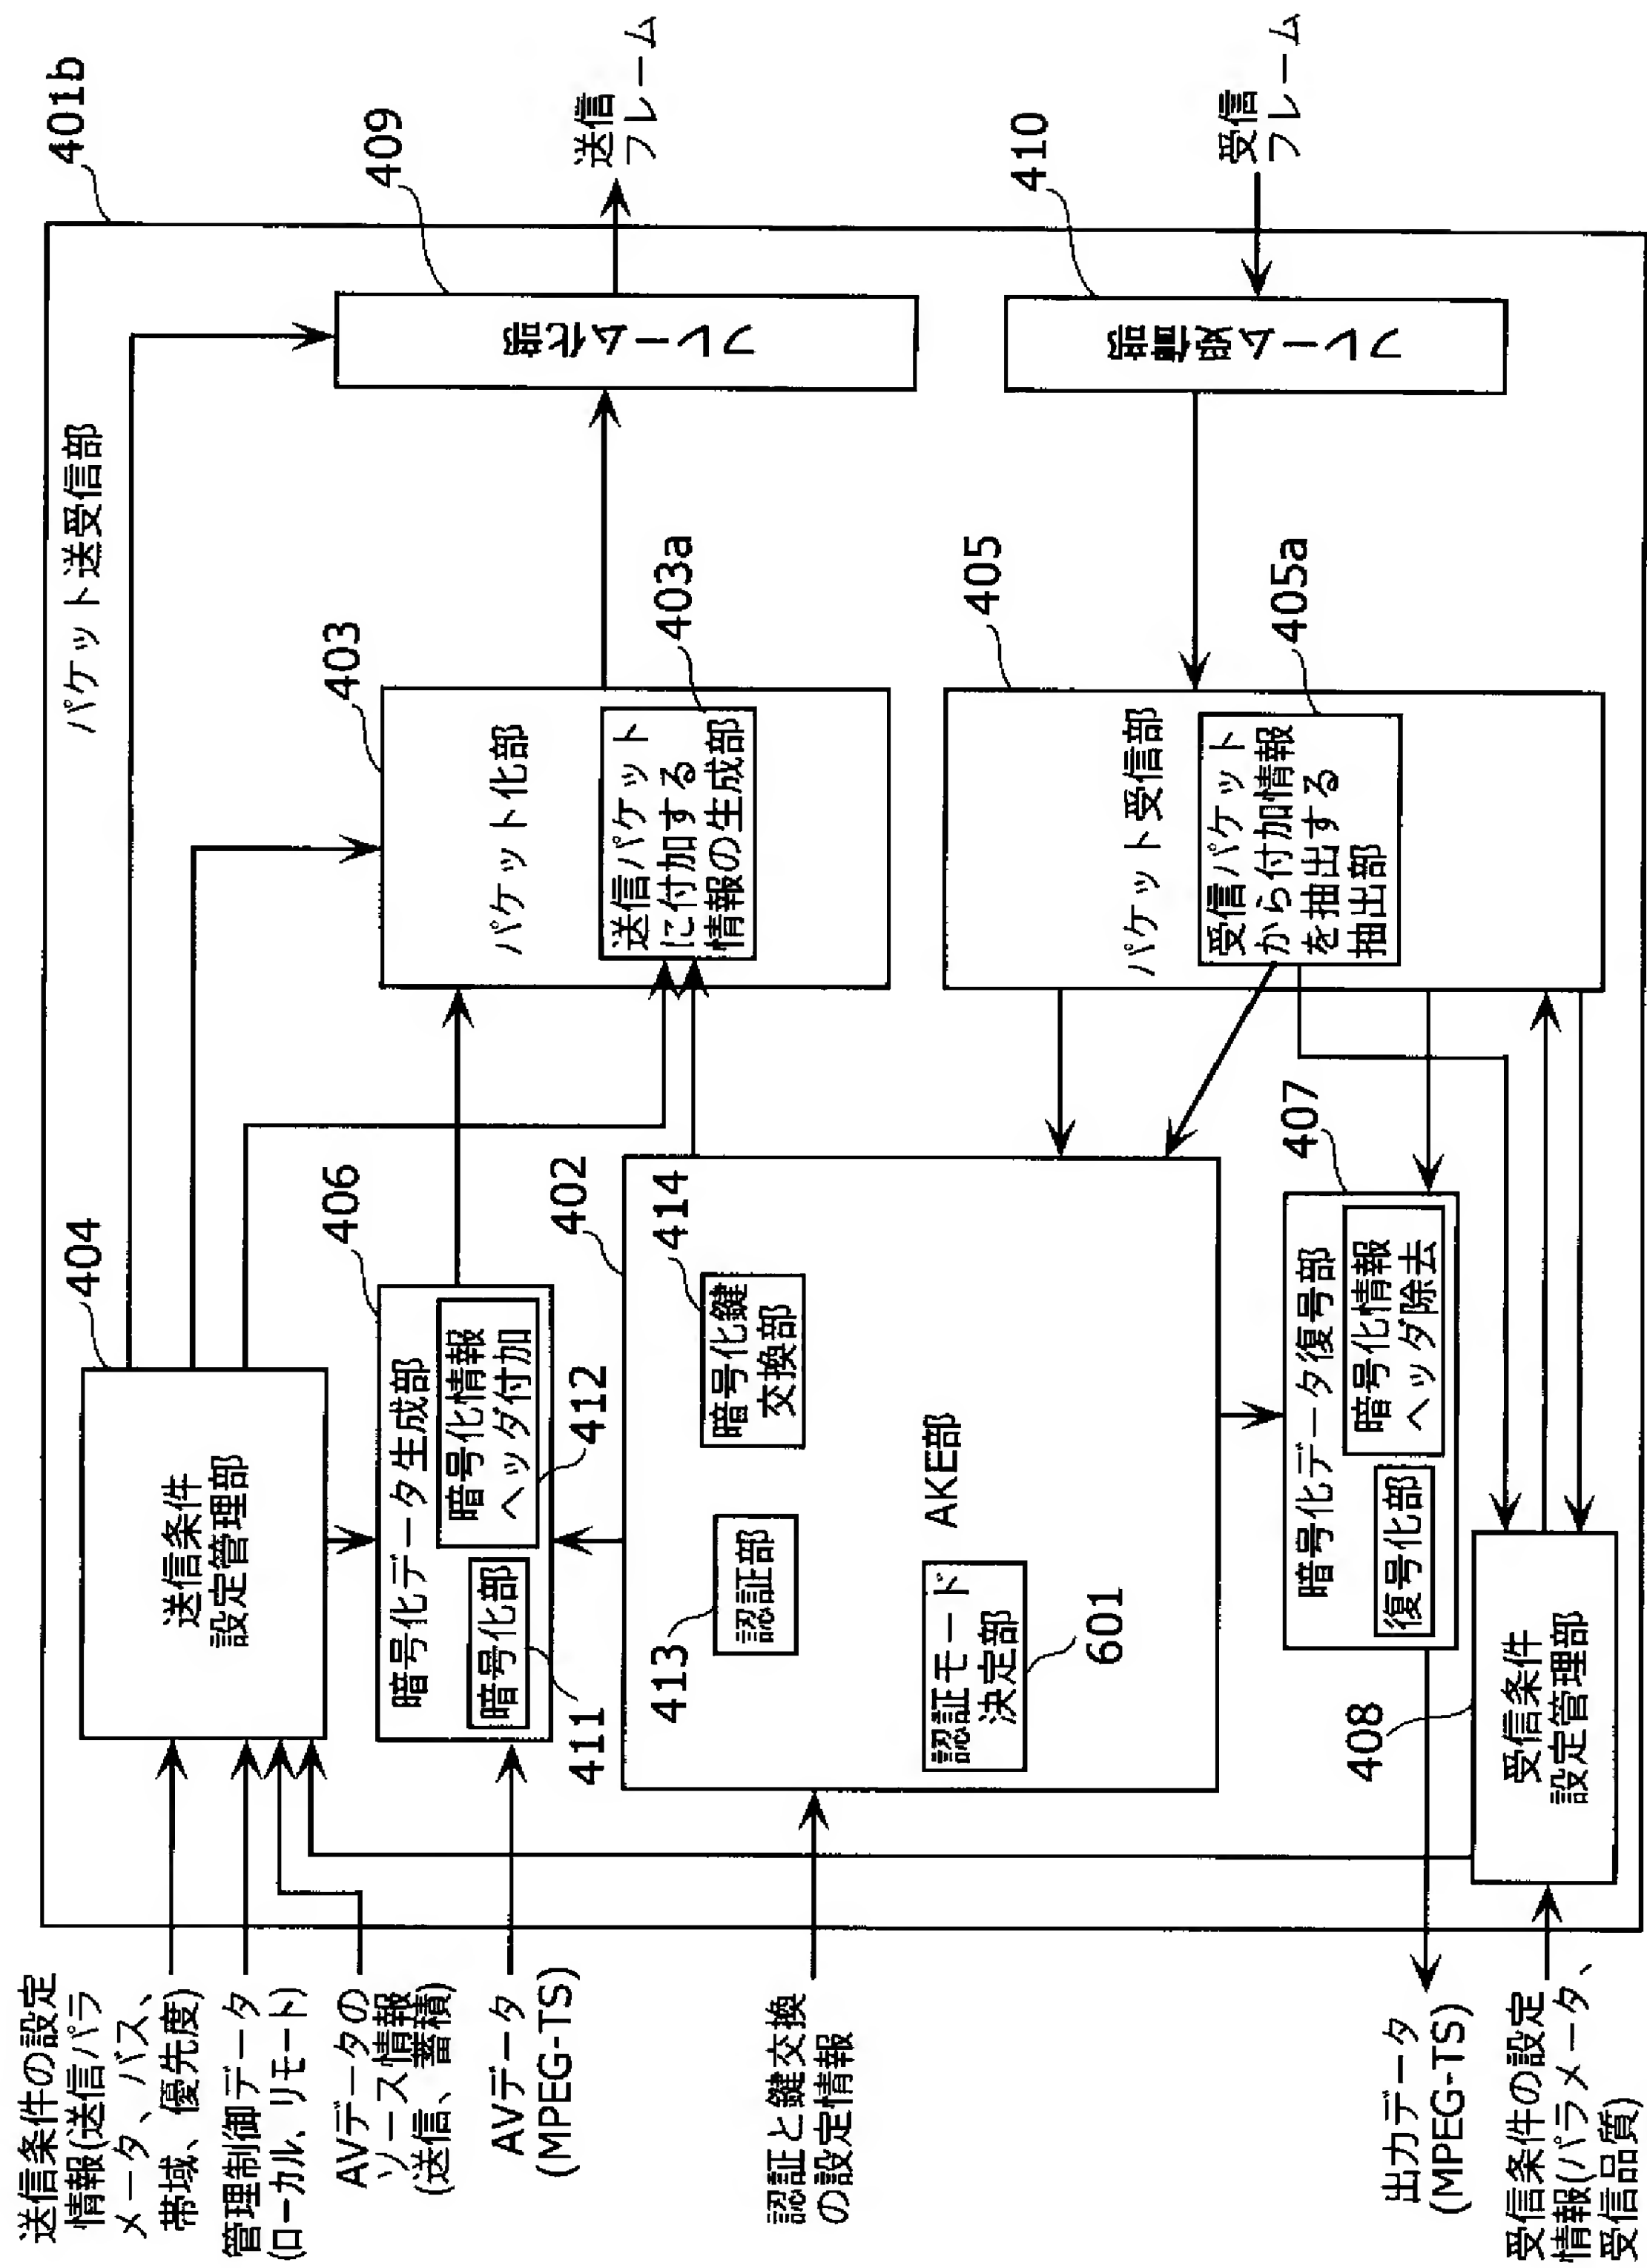 401b
パケット送受信部
送信条件の設定
情報(送信パラ
メータ、パス、
帯域、優先度)
管理制御データ
(ローカル、リモート)
AVデータの
ソース情報
(送信、蓄積)
AVデータ
(MPEG-TS)
認証と鍵交換
の設定情報
出力データ
(MPEG-TS)
受信条件の設定
情報(パラメータ、
受信品質)
404
送信条件
設定管理部
406
暗号化データ生成部
暗号化部
411
暗号化情報
ヘッダ付加
412
402
AKE部
413
認証部
414
暗号化鍵
交換部
認証モード
決定部
601
407
暗号化データ復号部
復号化部
暗号化情報
ヘッダ除去
408
受信条件
設定管理部
403
パケット化部
403a
送信パケット
に付加する
情報の生成部
405
パケット受信部
405a
受信パケット
から付加情報
を抽出する
抽出部
409
フレーム化部
送信
フレーム
410
フレーム受信部
受信
フレーム